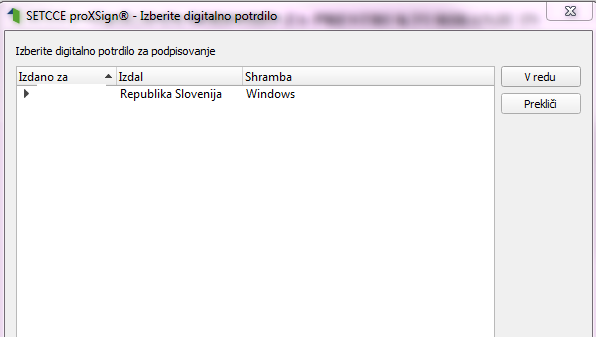 SETCCE proXSign® - Izberite digitalno potrdilo
Izberite digitalno potrdilo za podpisovanje
Izdano za Izdal Shramba
Republika Slovenija Windows
V redu
Prekliči